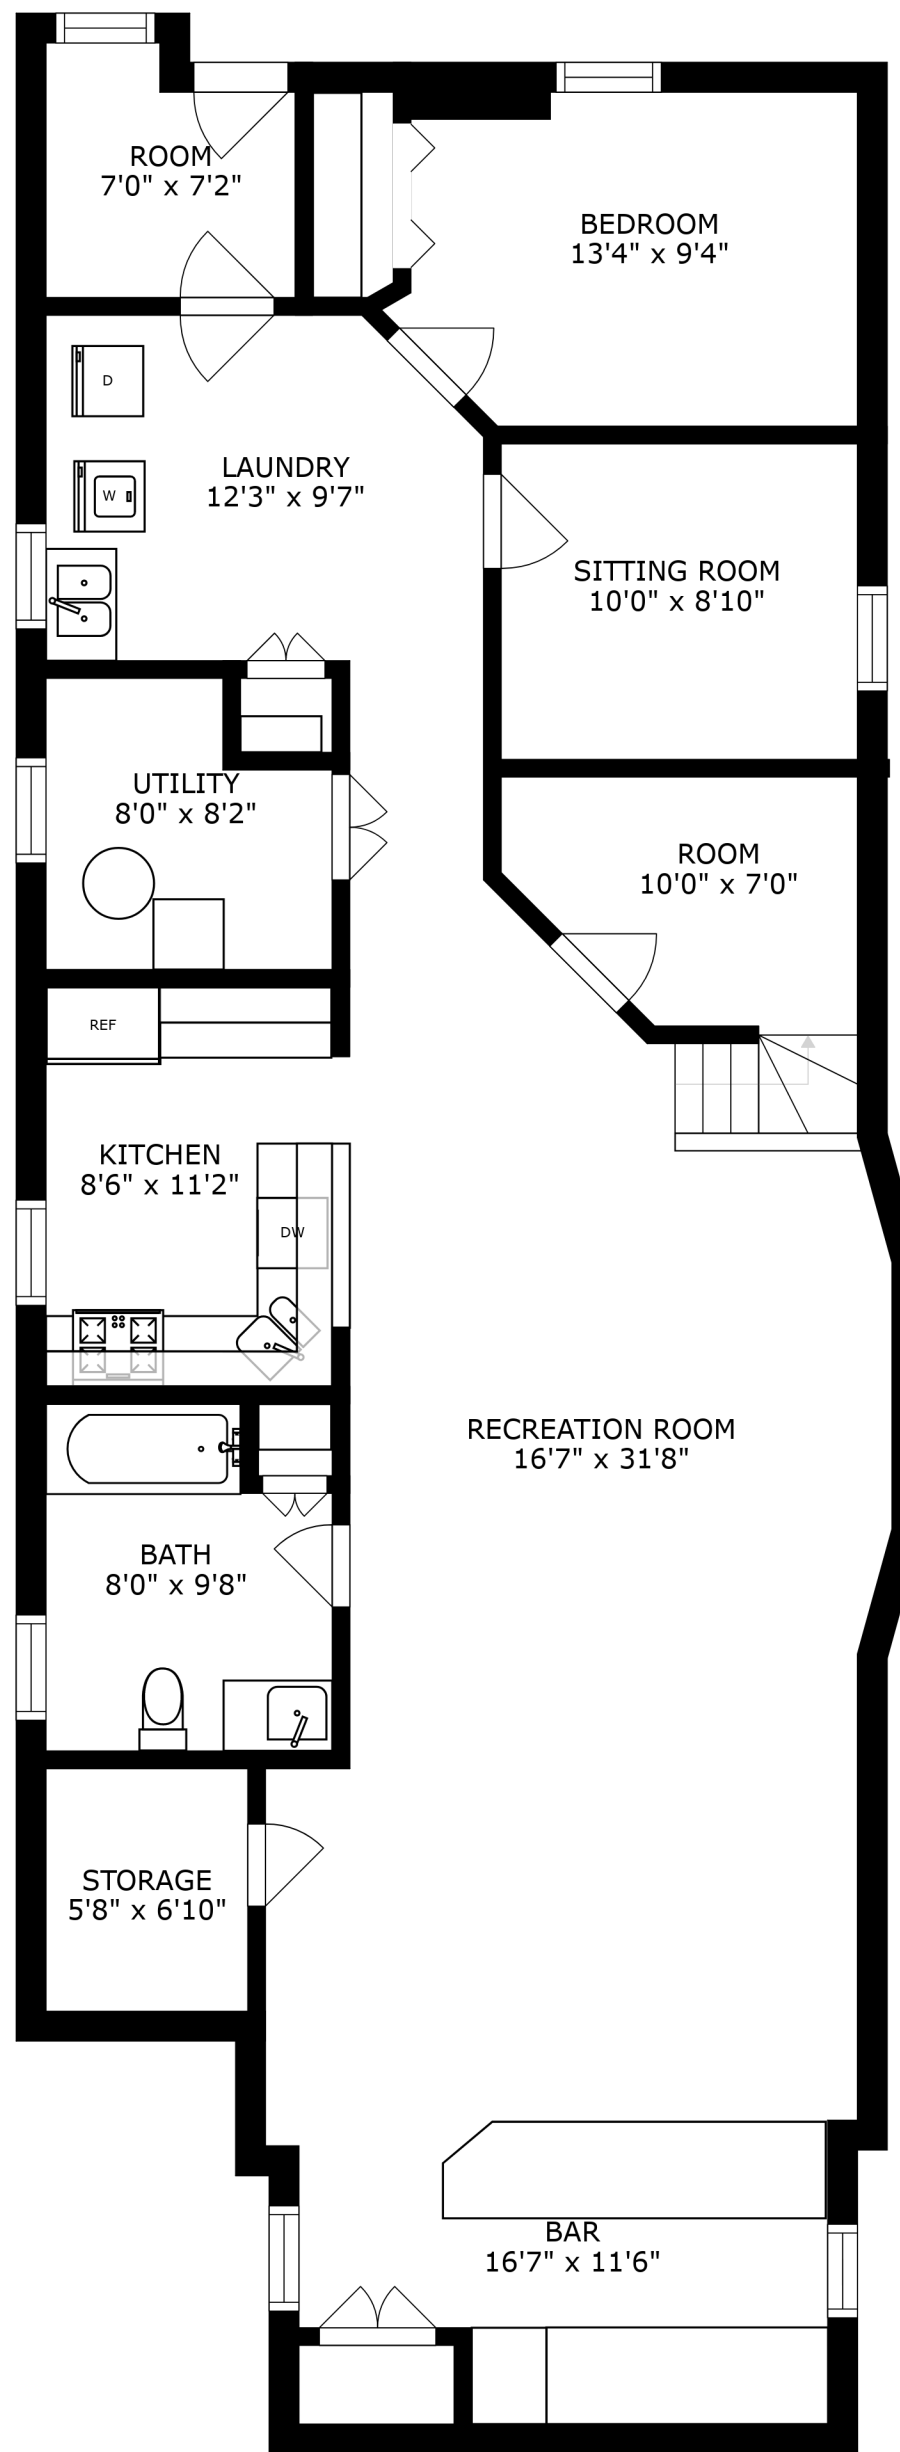 ROOM
7'0" x 7'2"
BEDROOM
13'4" x 9'4"
D
LAUNDRY
12'3" x 9'7"
W
SITTING ROOM
10'0" x 8'10"
UTILITY
8'0" x 8'2"
ROOM
10'0" x 7'0"
REF
KITCHEN
8'6" x 11'2"
DW
RECREATION ROOM
16'7" x 31'8"
BATH
8'0" x 9'8"
STORAGE
5'8" x 6'10"
BAR
16'7" x 11'6"